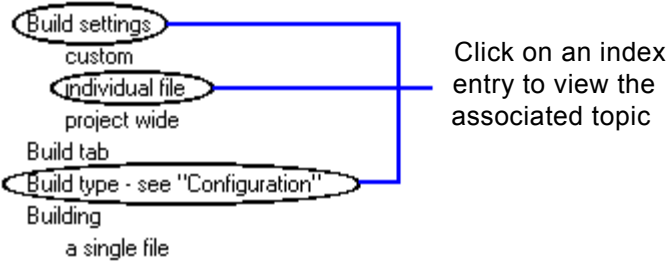 Build settings
custom
individual file
project wide
Build tab
Build type - see "Configuration"
Building
a single file
Click on an index
entry to view the
associated topic